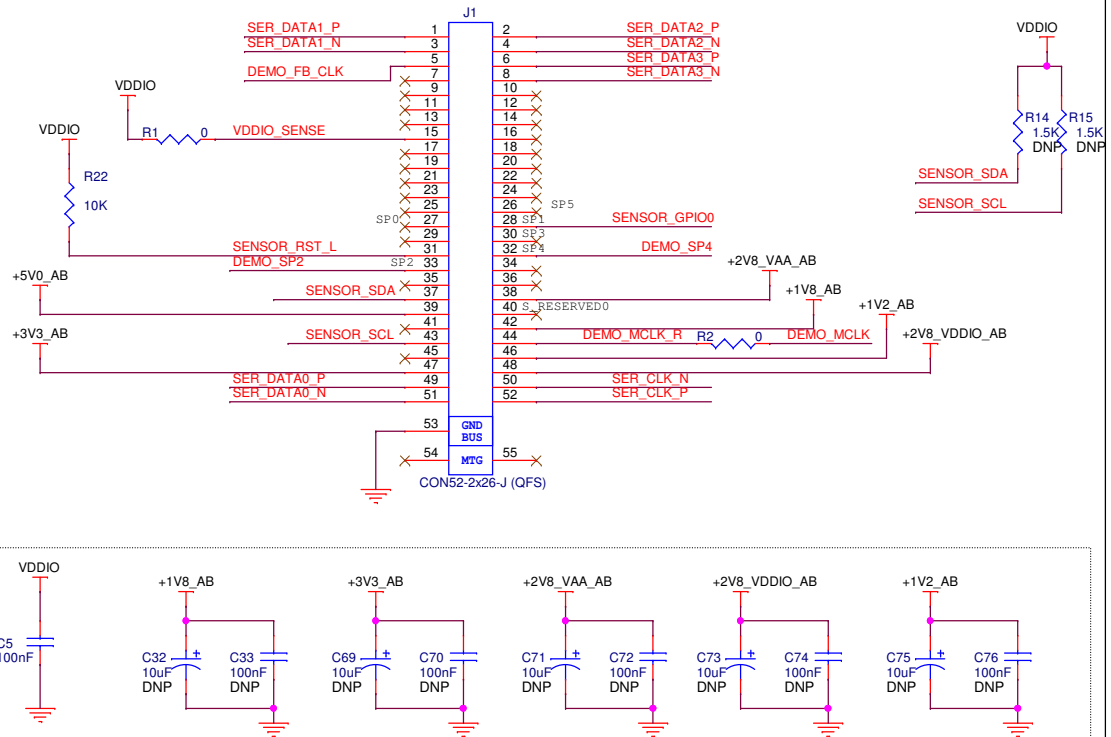 J1
SER_DATA1_P 1 2 SER_DATA2_P
SER_DATA1_N 3 4 SER_DATA2_N
5 6 SER_DATA3_P
DEMO_FB_CLK 7 8 SER_DATA3_N
9 10
11 12
13 14
VDDIO
R1 0 VDDIO_SENSE 15 16
17 18
19 20
21 22
23 24
25 26 SP5
SP0 27 28 SP1 SENSOR_GPIO0
29 30 SP3
SENSOR_RST_L 31 32 SP4 DEMO_SP4
DEMO_SP2 SP2 33 34
35 36
SENSOR_SDA 37 38 +2V8_VAA_AB
39 40 S_RESERVED0
41 42 +1V8_AB
SENSOR_SCL 43 44 DEMO_MCLK_R R2 0 DEMO_MCLK
45 46 +1V2_AB
47 48 +2V8_VDDIO_AB
SER_DATA0_P 49 50 SER_CLK_N
SER_DATA0_N 51 52 SER_CLK_P
53 GND
BUS
54 MTG 55
CON52-2x26-J (QFS)
VDDIO
R22
10K
+5V0_AB
+3V3_AB
VDDIO
R14 R15
1.5K 1.5K
DNP DNP
SENSOR_SDA
SENSOR_SCL
VDDIO
C5
100nF
+1V8_AB
C32 + C33
10uF 100nF
DNP DNP
+3V3_AB
C69 + C70
10uF 100nF
DNP DNP
+2V8_VAA_AB
C71 + C72
10uF 100nF
DNP DNP
+2V8_VDDIO_AB
C73 + C74
10uF 100nF
DNP DNP
+1V2_AB
C75 + C76
10uF 100nF
DNP DNP